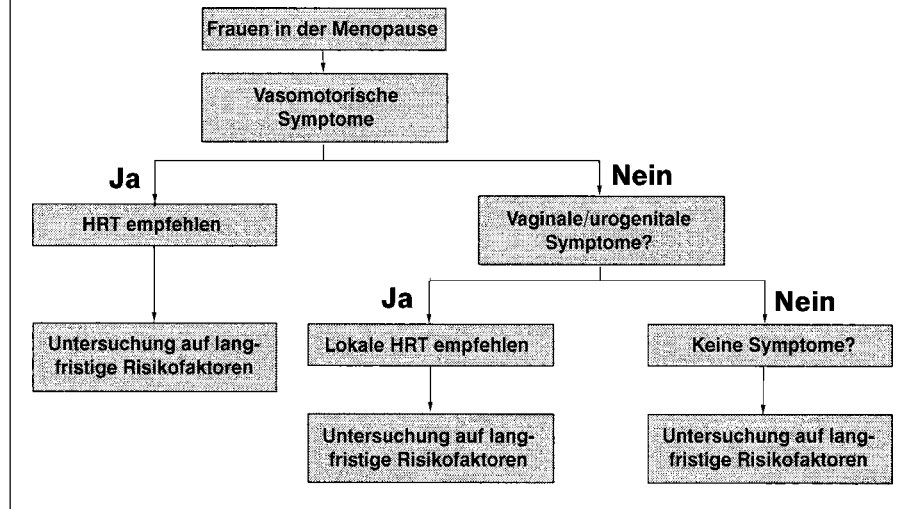 Frauen in der Menopause
Vasomotorische
Symptome
Ja
Nein
HRT empfehlen
Vaginale/urogenitale
Symptome?
Ja
Nein
Untersuchung auf lang-
fristige Risikofaktoren
Lokale HRT empfehlen
Keine Symptome?
Untersuchung auf lang-
fristige Risikofaktoren
Untersuchung auf lang-
fristige Risikofaktoren